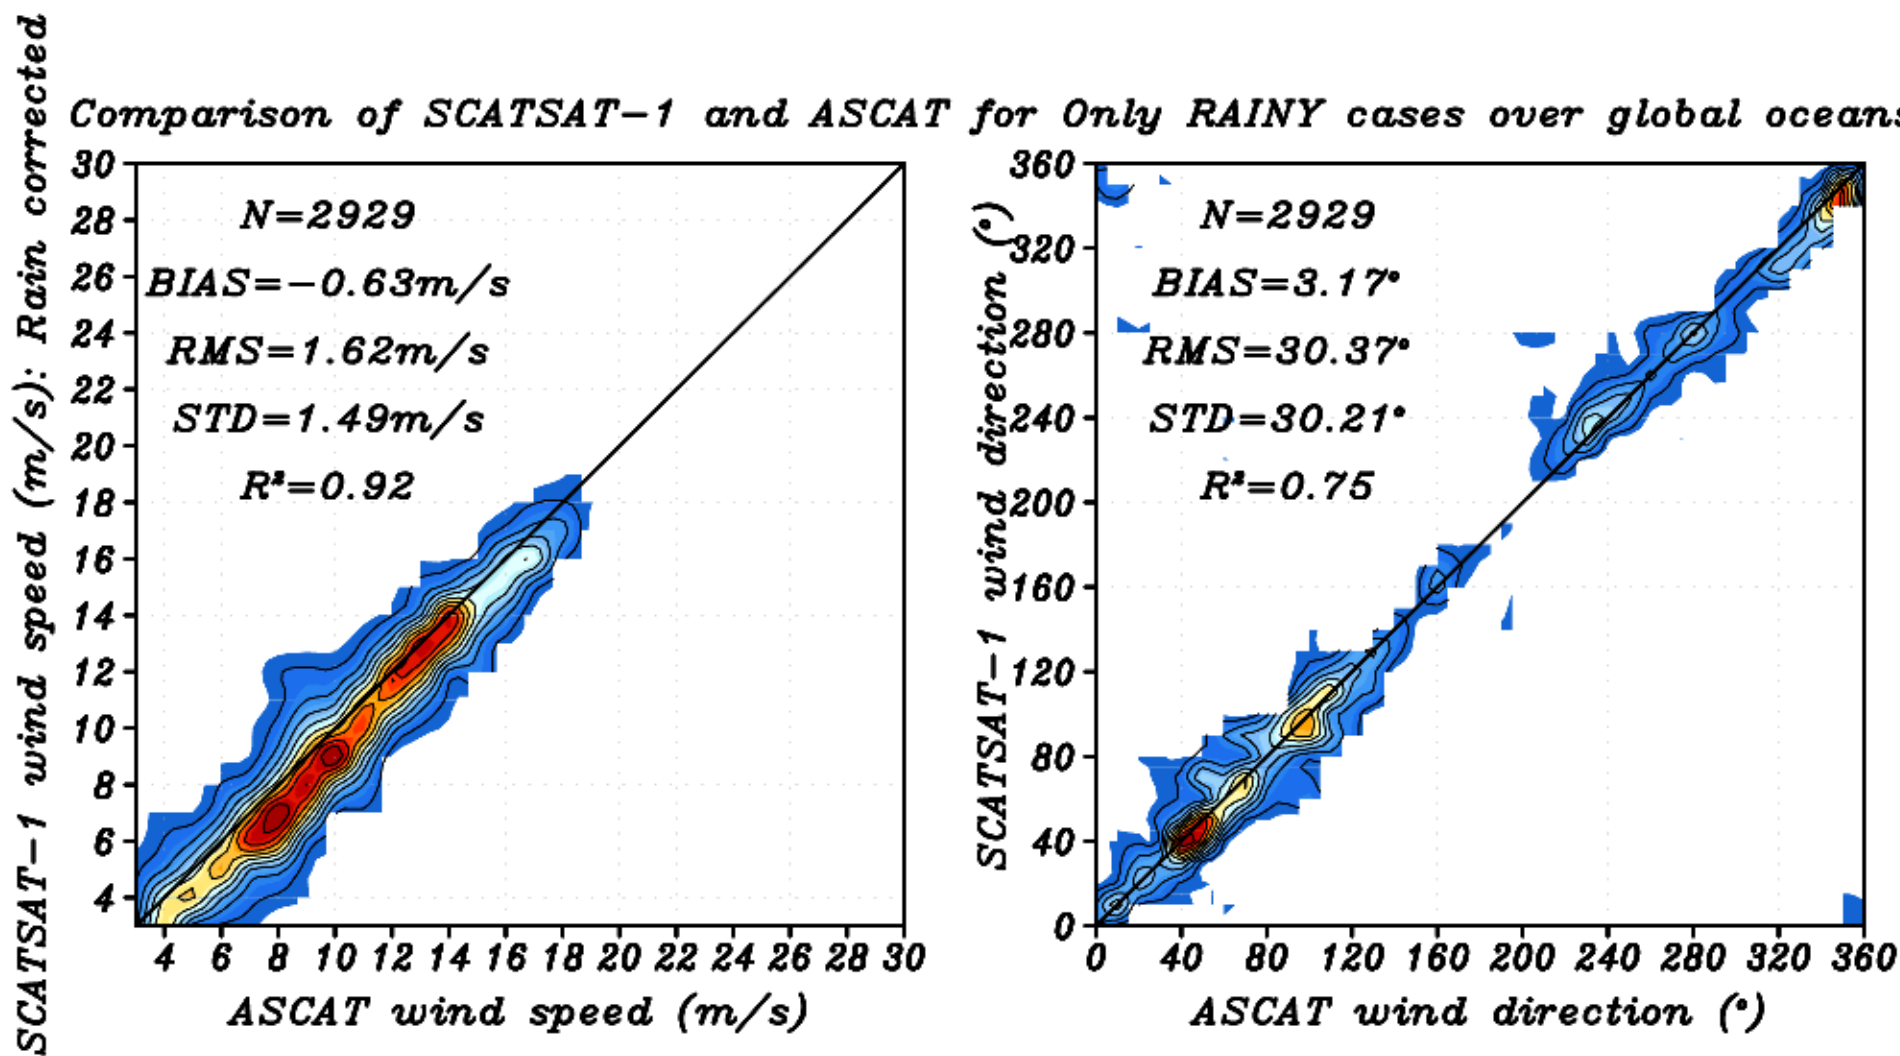 Comparison of SCATSAT-1 and ASCAT for Only RAINY cases over global oceans
SCATSAT-1 wind speed (m/s): Rain corrected
30
28
26
24
22
20
18
16
14
12
10
8
6
4
N=2929
BIAS=-0.63m/s
RMS=1.62m/s
STD=1.49m/s
R²=0.92
4 6 8 10 12 14 16 18 20 22 24 26 28 30
ASCAT wind speed (m/s)
SCATSAT-1 wind direction (°)
360
320
280
240
200
160
120
80
40
0
N=2929
BIAS=3.17°
RMS=30.37°
STD=30.21°
R²=0.75
0 40 80 120 160 200 240 280 320 360
ASCAT wind direction (°)